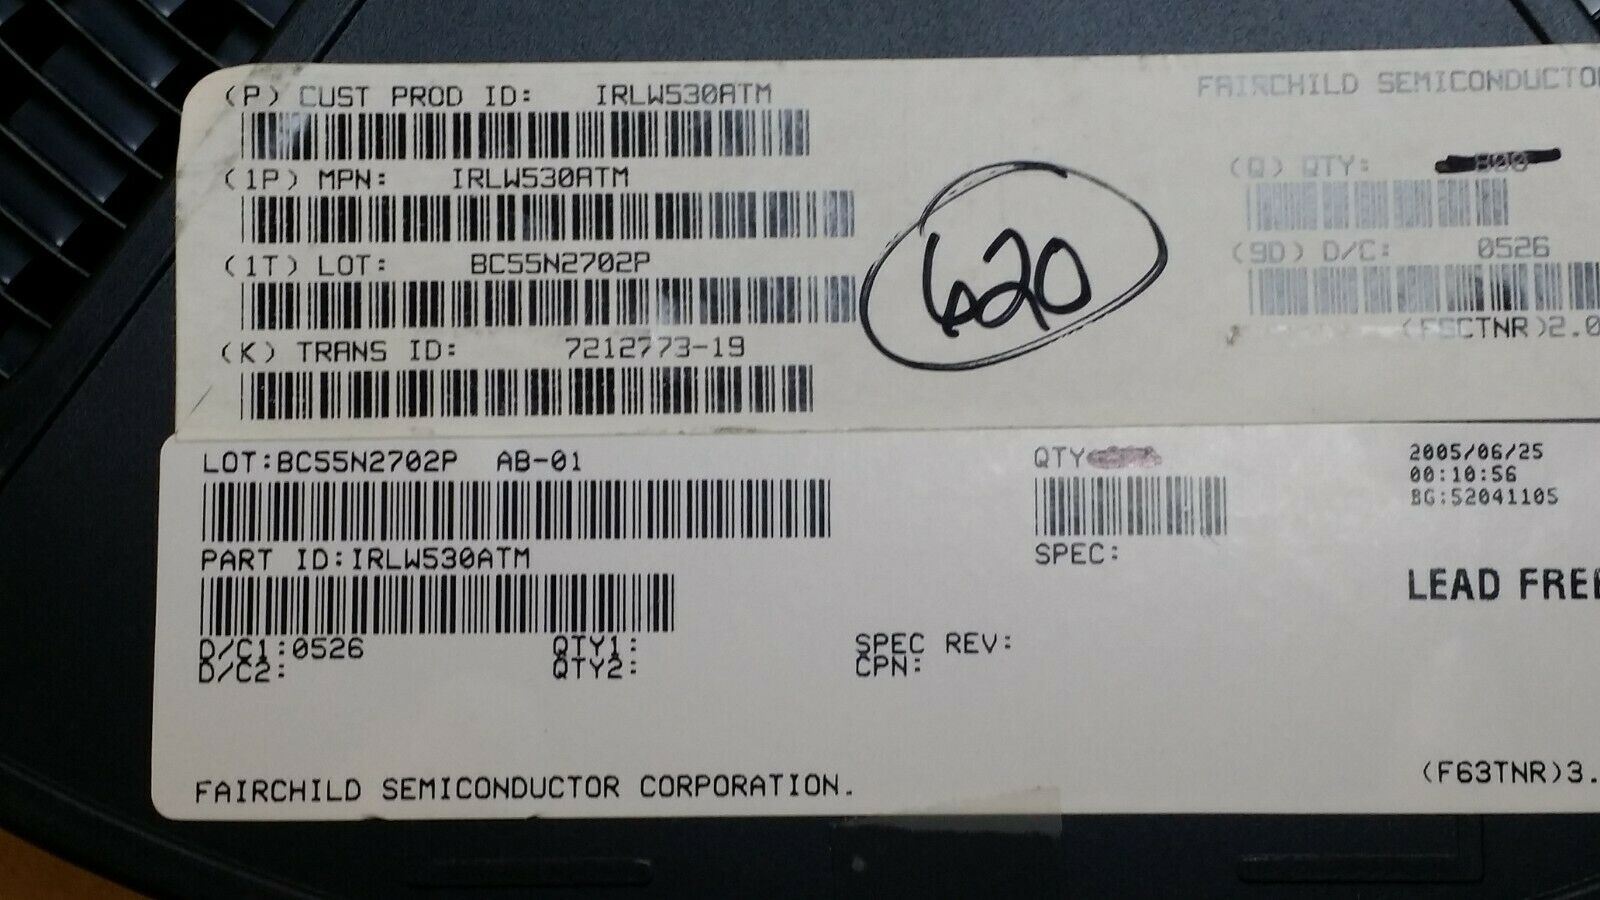 (P) CUST PROD ID: IRLW530ATM
FAIRCHILD SEMICONDUCTO
(Q) QTY: 800
(1P) MPN: IRLW530ATM
620
(9D) D/C: 0526
(1T) LOT: BC55N2702P
(FSCTNR)2.0
(K) TRANS ID: 7212773-19
LOT:BC55N2702P AB-01
QTY
2005/06/25
00:10:56
BG:52041105
PART ID:IRLW530ATM
SPEC:
LEAD FREE
D/C1:0526 QTY1: SPEC REV:
D/C2: QTY2: CPN:
FAIRCHILD SEMICONDUCTOR CORPORATION.
(F63TNR)3.